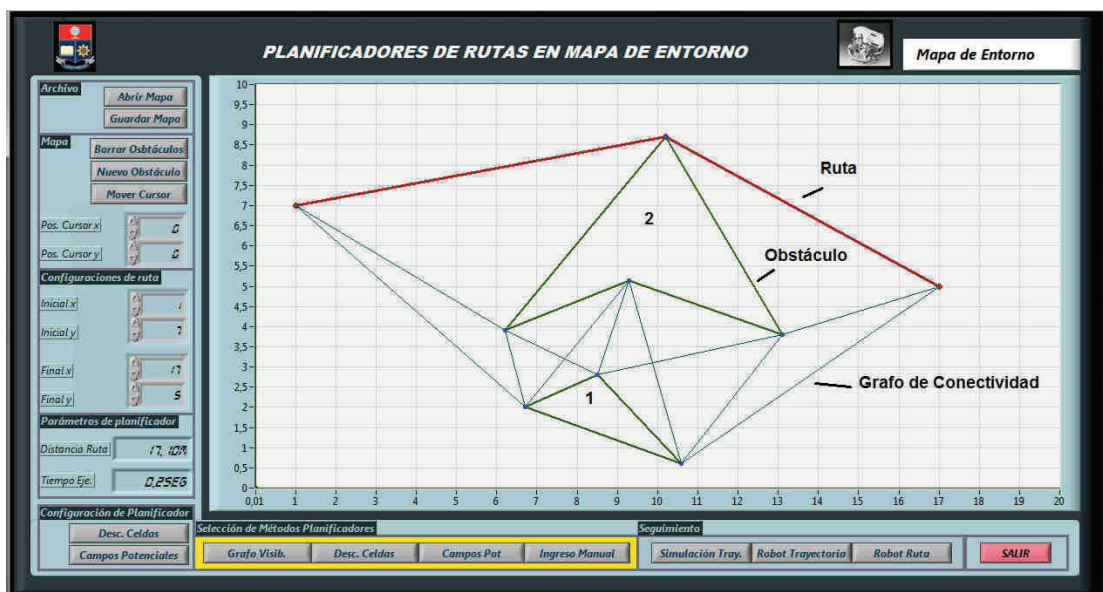 PLANIFICADORES DE RUTAS EN MAPA DE ENTORNO
Mapa de Entorno
Archivo
Abrir Mapa
Guardar Mapa
Mapa
Borrar Osbtáculos
Nuevo Obstáculo
Mover Cursor
Pos. Cursor x
0
Pos. Cursor y
0
Configuraciones de ruta
Inicial x
1
Inicial y
7
Final x
17
Final y
5
Parámetros de planificador
Distancia Ruta
17,10M
Tiempo Eje.
0,2SEG
Configuración de Planificador
Desc. Celdas
Campos Potenciales
10
9,5
9
8,5
8
7,5
7
6,5
6
5,5
5
4,5
4
3,5
3
2,5
2
1,5
1
0,5
0
0,01 1 2 3 4 5 6 7 8 9 10 11 12 13 14 15 16 17 18 19 20
Ruta
2
Obstáculo
1
Grafo de Conectividad
Selección de Métodos Planificadores
Grafo Visib.
Desc. Celdas
Campos Pot
Ingreso Manual
Seguimiento
Simulación Tray.
Robot Trayectoria
Robot Ruta
SALIR